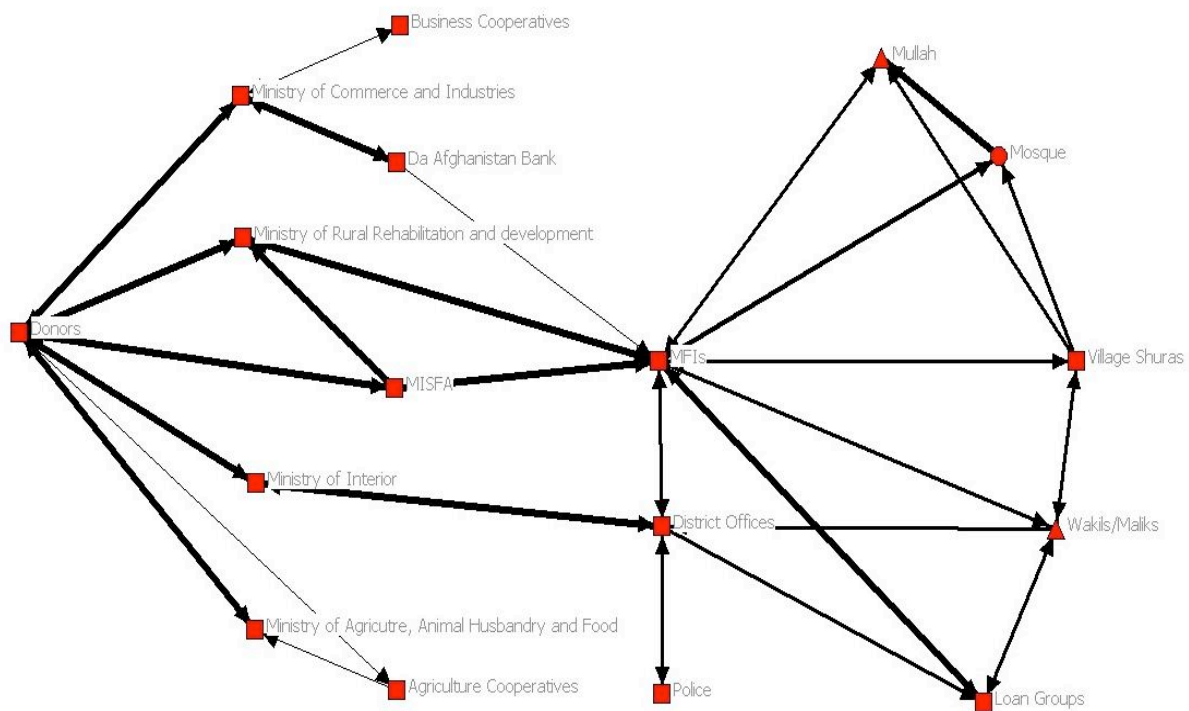 Business Cooperatives
Mullah
Ministry of Commerce and Industries
Mosque
Da Afghanistan Bank
Ministry of Rural Rehabilitation and development
Donors
MFIs
Village Shuras
MISFA
Ministry of Interior
District Offices
Wakils/Maliks
Ministry of Agricutre, Animal Husbandry and Food
Agriculture Cooperatives
Police
Loan Groups